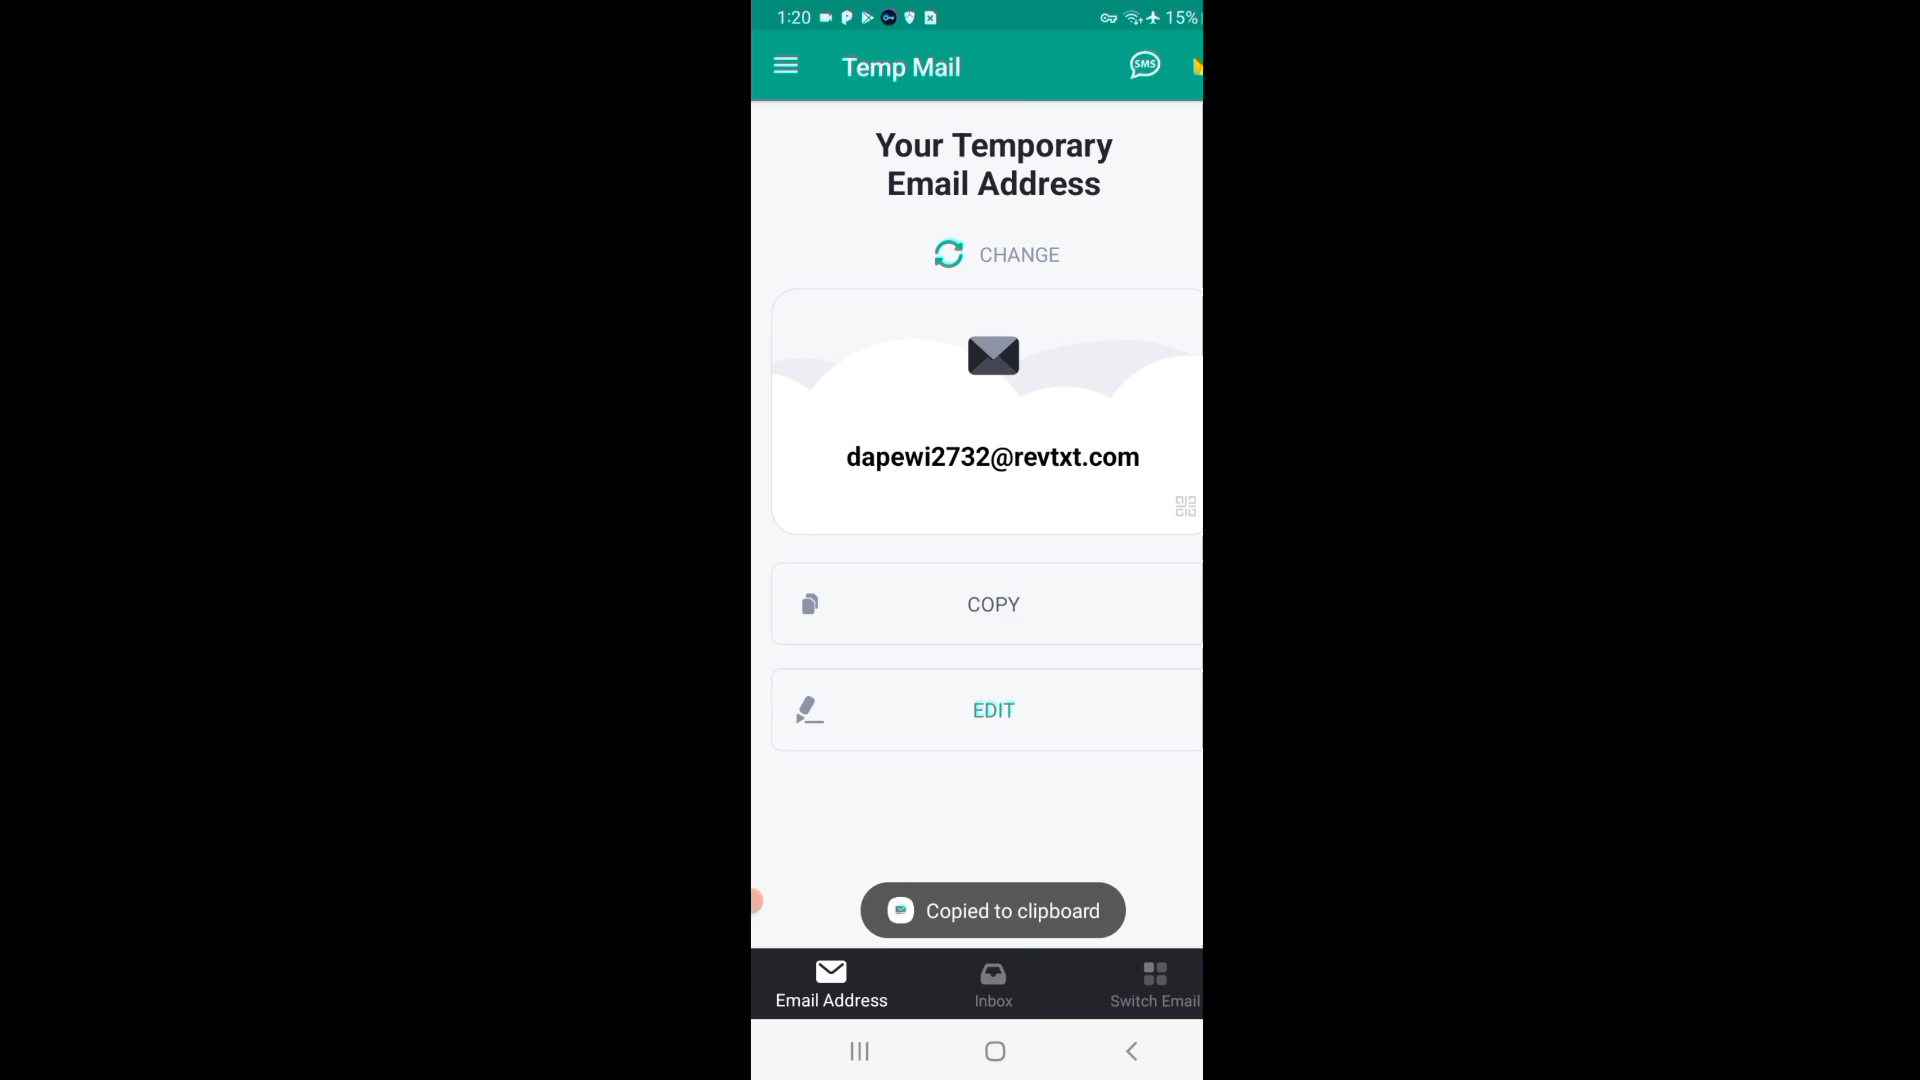 1:20
15%
Temp Mail
SMS
Your Temporary
Email Address
CHANGE
dapewi2732@revtxt.com
COPY
EDIT
Copied to clipboard
Email Address
Inbox
Switch Email